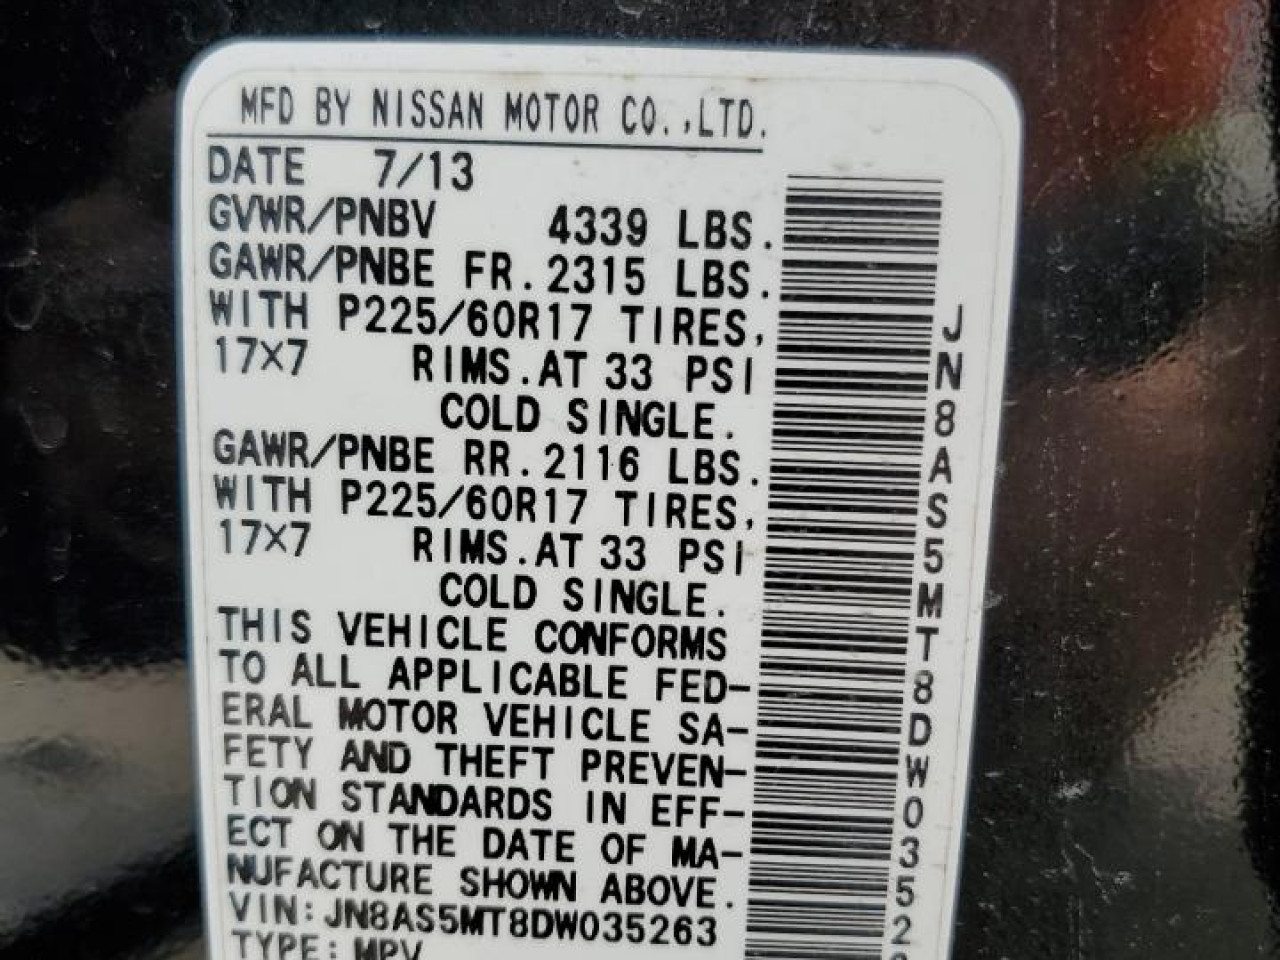 MFD BY NISSAN MOTOR CO.,LTD.
DATE 7/13
GVWR/PNBV 4339 LBS.
GAWR/PNBE FR.2315 LBS.
WITH P225/60R17 TIRES,
17×7 RIMS.AT 33 PSI
COLD SINGLE.
GAWR/PNBE RR.2116 LBS.
WITH P225/60R17 TIRES,
17×7 RIMS.AT 33 PSI
COLD SINGLE.
THIS VEHICLE CONFORMS
TO ALL APPLICABLE FED-
ERAL MOTOR VEHICLE SA-
FETY AND THEFT PREVEN-
TION STANDARDS IN EFF-
ECT ON THE DATE OF MA-
NUFACTURE SHOWN ABOVE.
VIN:JN8AS5MT8DW035263
TYPE:MPV
JN8AS5MT8DW0352